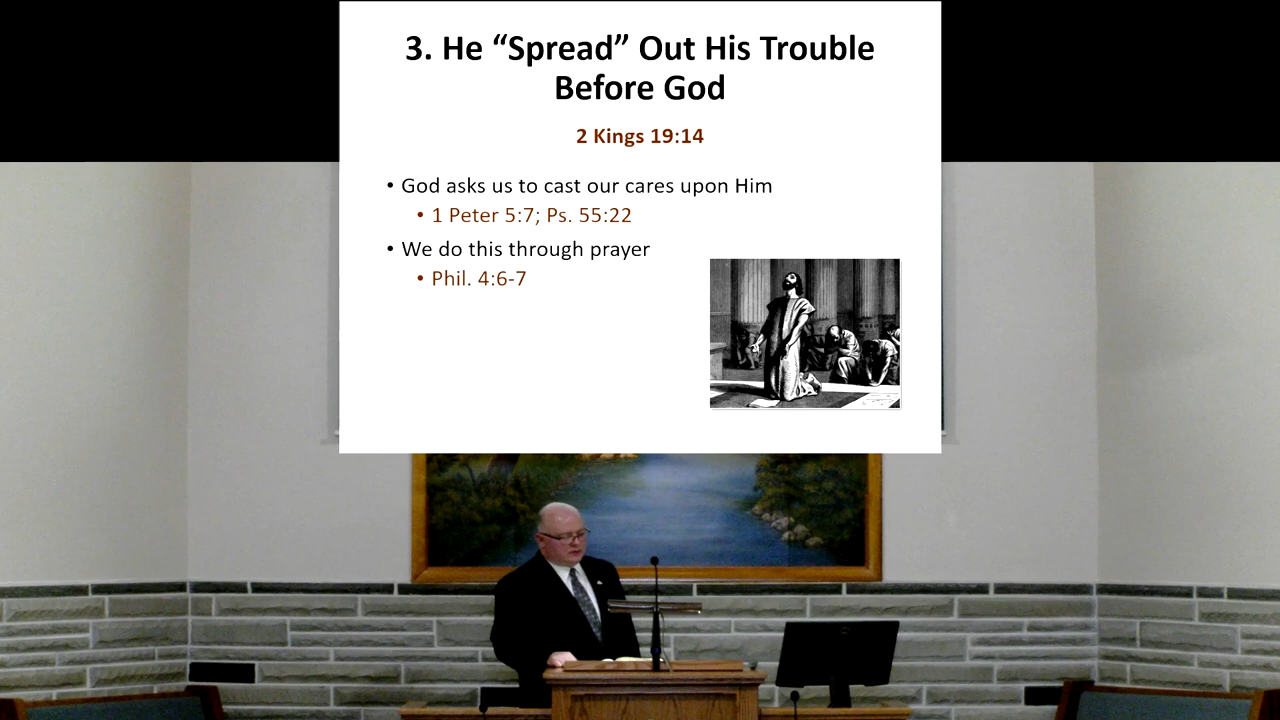 3. He “Spread” Out His Trouble
Before God
2 Kings 19:14
• God asks us to cast our cares upon Him
• 1 Peter 5:7; Ps. 55:22
• We do this through prayer
• Phil. 4:6-7